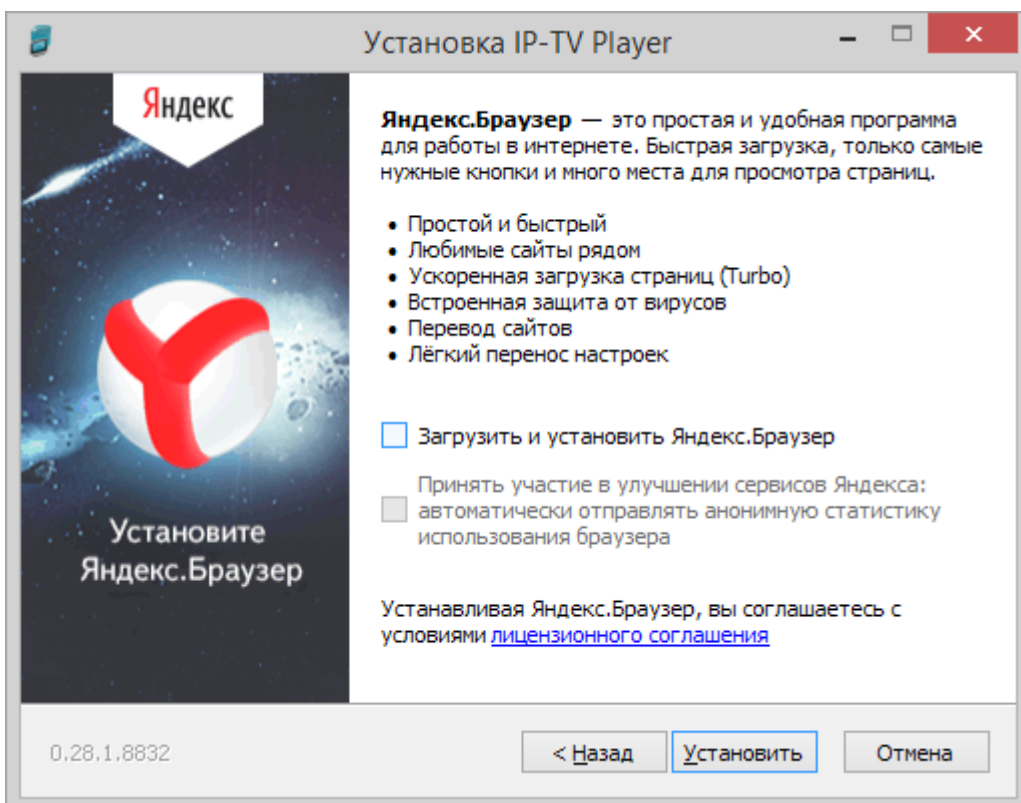 Установка IP-TV Player
Яндекс
Яндекс.Браузер — это простая и удобная программа
для работы в интернете. Быстрая загрузка, только самые
нужные кнопки и много места для просмотра страниц.
• Простой и быстрый
• Любимые сайты рядом
• Ускоренная загрузка страниц (Turbo)
• Встроенная защита от вирусов
• Перевод сайтов
• Лёгкий перенос настроек
Загрузить и установить Яндекс.Браузер
Принять участие в улучшении сервисов Яндекса:
автоматически отправлять анонимную статистику
использования браузера
Установите
Яндекс.Браузер
Устанавливая Яндекс.Браузер, вы соглашаетесь с
условиями лицензионного соглашения
0.28.1.8832
< Назад
Установить
Отмена